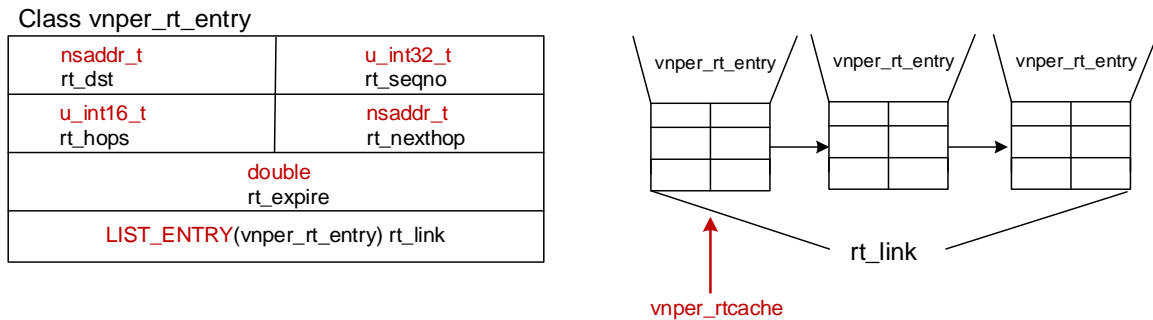 Class vnper_rt_entry
nsaddr_t
rt_dst
u_int32_t
rt_seqno
u_int16_t
rt_hops
nsaddr_t
rt_nexthop
double
rt_expire
LIST_ENTRY(vnper_rt_entry) rt_link
vnper_rt_entry
vnper_rt_entry
vnper_rt_entry
rt_link
vnper_rtcache